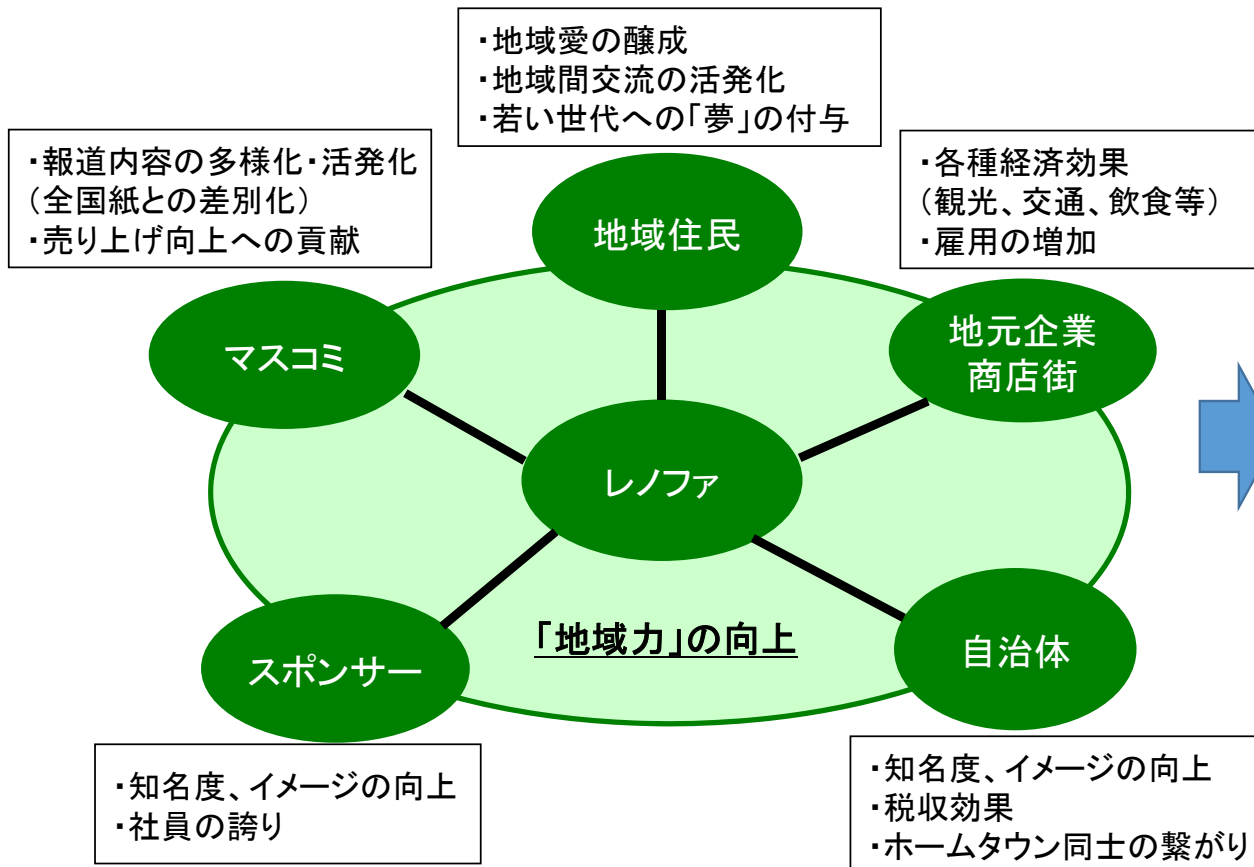 ・地域愛の醸成
・地域間交流の活発化
・若い世代への「夢」の付与
・報道内容の多様化・活発化
(全国紙との差別化)
・売り上げ向上への貢献
・各種経済効果
(観光、交通、飲食等)
・雇用の増加
地域住民
マスコミ
地元企業
商店街
レノファ
「地域力」の向上
スポンサー
自治体
・知名度、イメージの向上
・社員の誇り
・知名度、イメージの向上
・税収効果
・ホームタウン同士の繋がり